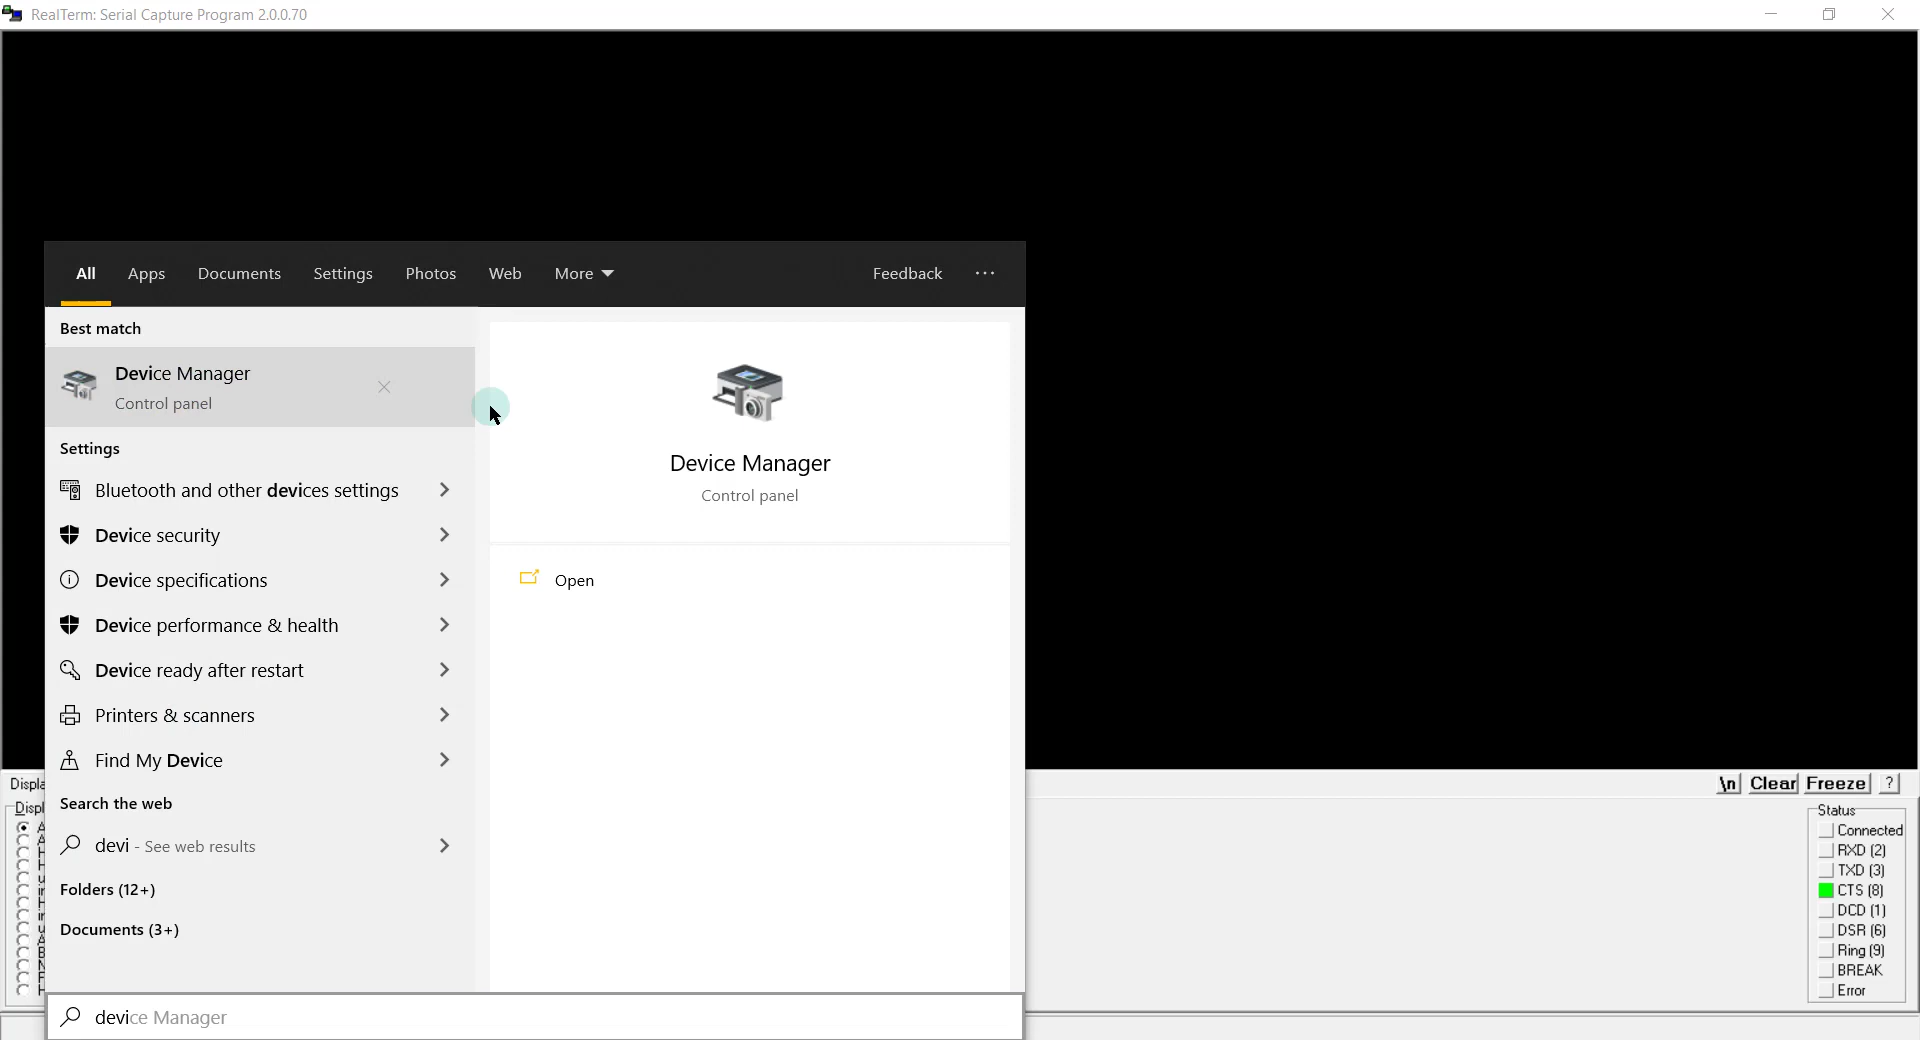 RealTerm: Serial Capture Program 2.0.0.70
All Apps Documents Settings Photos Web More Feedback ...
Best match
Device Manager
Control panel
Settings
Bluetooth and other devices settings
Device security
Device specifications
Device performance & health
Device ready after restart
Printers & scanners
Find My Device
Search the web
devi - See web results
Folders (12+)
Documents (3+)
device Manager
Device Manager
Control panel
Open
\n Clear Freeze ?
Status
Connected
RXD (2)
TXD (3)
CTS (8)
DCD (1)
DSR (6)
Ring (9)
BREAK
Error